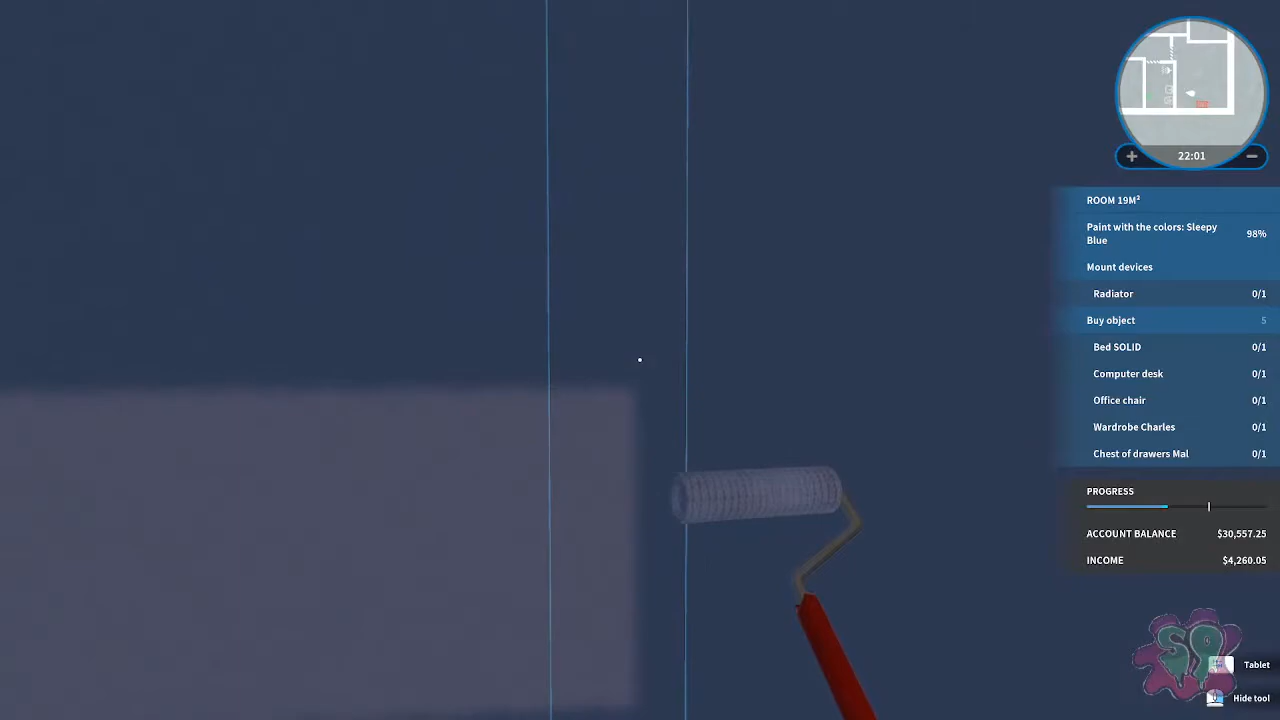 22:01
ROOM 19M²
Paint with the colors: Sleepy
Blue 98%
Mount devices
Radiator 0/1
Buy object 5
Bed SOLID 0/1
Computer desk 0/1
Office chair 0/1
Wardrobe Charles 0/1
Chest of drawers Mal 0/1
PROGRESS
ACCOUNT BALANCE $30,557.25
INCOME $4,260.05
SP
Tablet
Hide tool